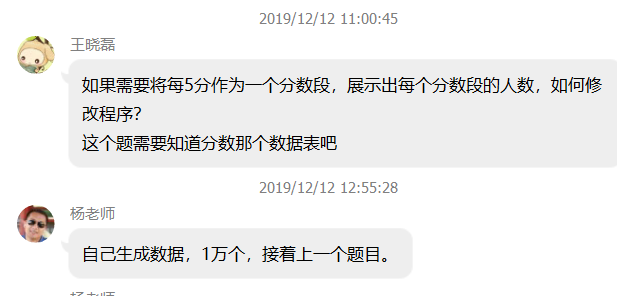 2019/12/12 11:00:45
王晓磊
如果需要将每5分作为一个分数段，展示出每个分数段的人数，如何修
改程序？
这个题需要知道分数那个数据表吧
2019/12/12 12:55:28
杨老师
自己生成数据，1万个，接着上一个题目。